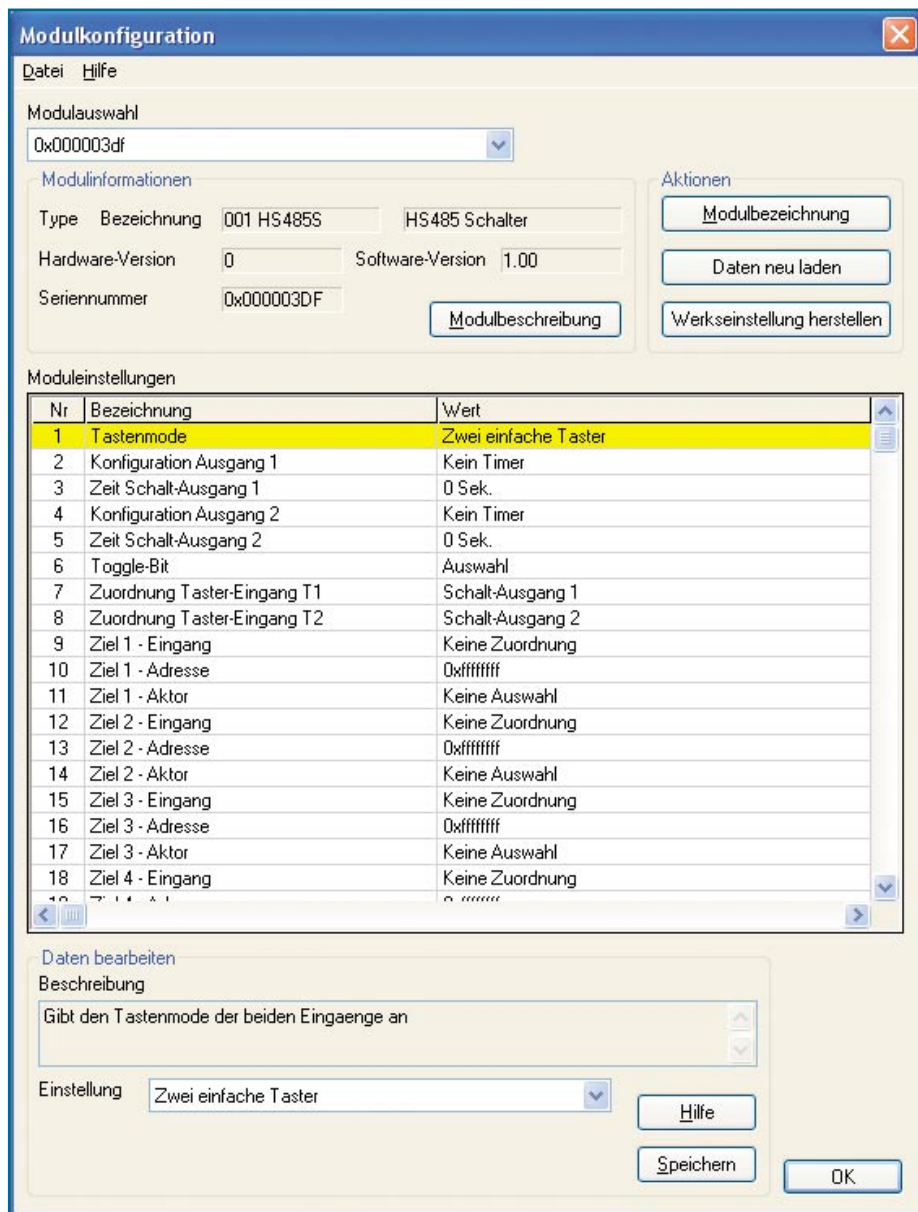 Modulkonfiguration
Datei Hilfe
Modulauswahl
0x000003df
Modulinformationen
Type Bezeichnung 001 HS485S HS485 Schalter
Hardware-Version 0 Software-Version 1.00
Seriennummer 0x000003DF
Modulbeschreibung
Aktionen
Modulbezeichnung
Daten neu laden
Werkseinstellung herstellen
Moduleinstellungen
Nr Bezeichnung Wert
1 Tastenmode Zwei einfache Taster
2 Konfiguration Ausgang 1 Kein Timer
3 Zeit Schalt-Ausgang 1 0 Sek.
4 Konfiguration Ausgang 2 Kein Timer
5 Zeit Schalt-Ausgang 2 0 Sek.
6 Toggle-Bit Auswahl
7 Zuordnung Taster-Eingang T1 Schalt-Ausgang 1
8 Zuordnung Taster-Eingang T2 Schalt-Ausgang 2
9 Ziel 1 - Eingang Keine Zuordnung
10 Ziel 1 - Adresse 0xffffffff
11 Ziel 1 - Aktor Keine Auswahl
12 Ziel 2 - Eingang Keine Zuordnung
13 Ziel 2 - Adresse 0xffffffff
14 Ziel 2 - Aktor Keine Auswahl
15 Ziel 3 - Eingang Keine Zuordnung
16 Ziel 3 - Adresse 0xffffffff
17 Ziel 3 - Aktor Keine Auswahl
18 Ziel 4 - Eingang Keine Zuordnung
Daten bearbeiten
Beschreibung
Gibt den Tastenmode der beiden Eingaenge an
Einstellung Zwei einfache Taster
Hilfe
Speichern
OK